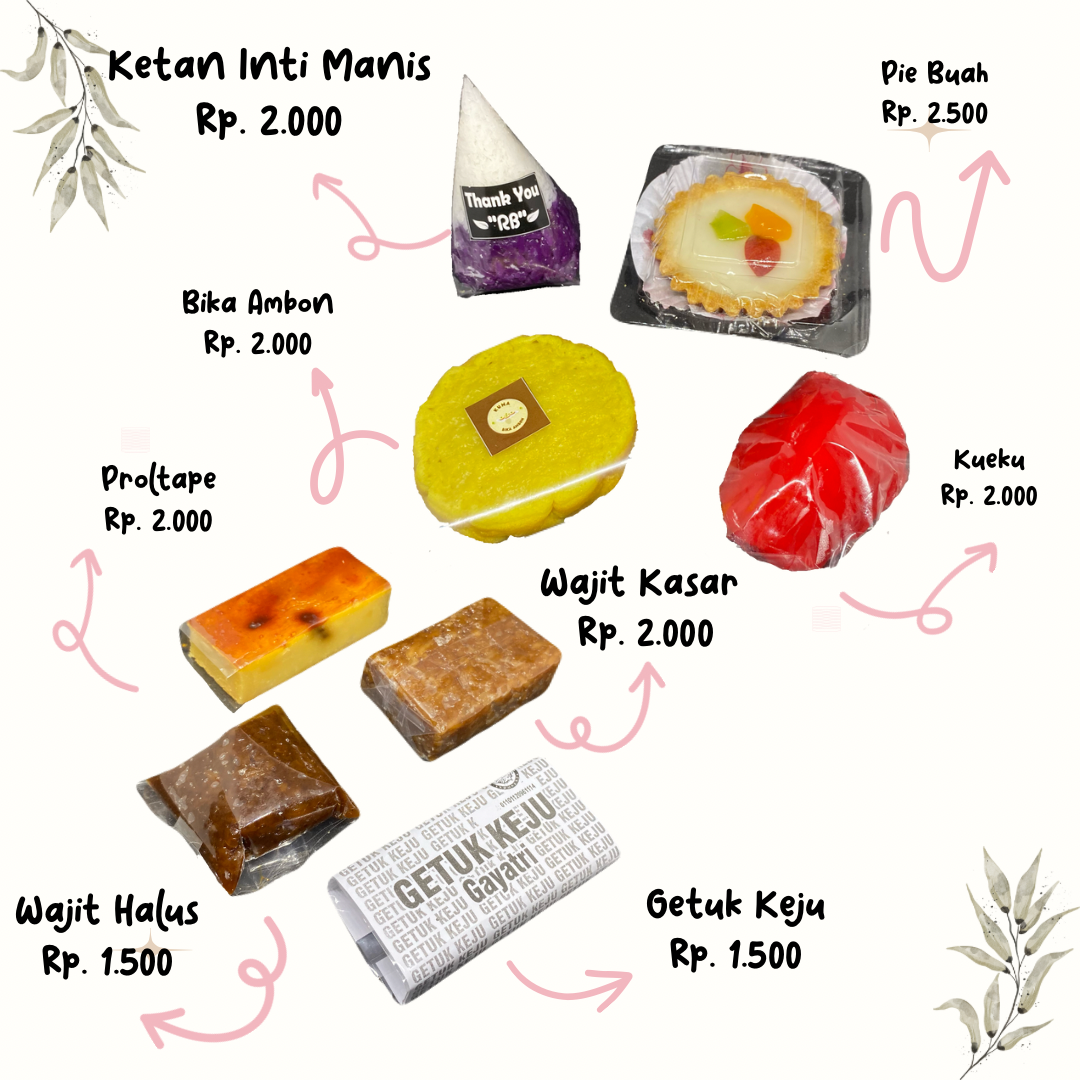 Ketan Inti Manis
Rp. 2.000
Pie Buah
Rp. 2.500
Thank You
"RB"
Bika Ambon
Rp. 2.000
Kueku
Rp. 2.000
Proltape
Rp. 2.000
Wajit Kasar
Rp. 2.000
GETUK KEJU
Gayatri
Wajit Halus
Rp. 1.500
Getuk Keju
Rp. 1.500